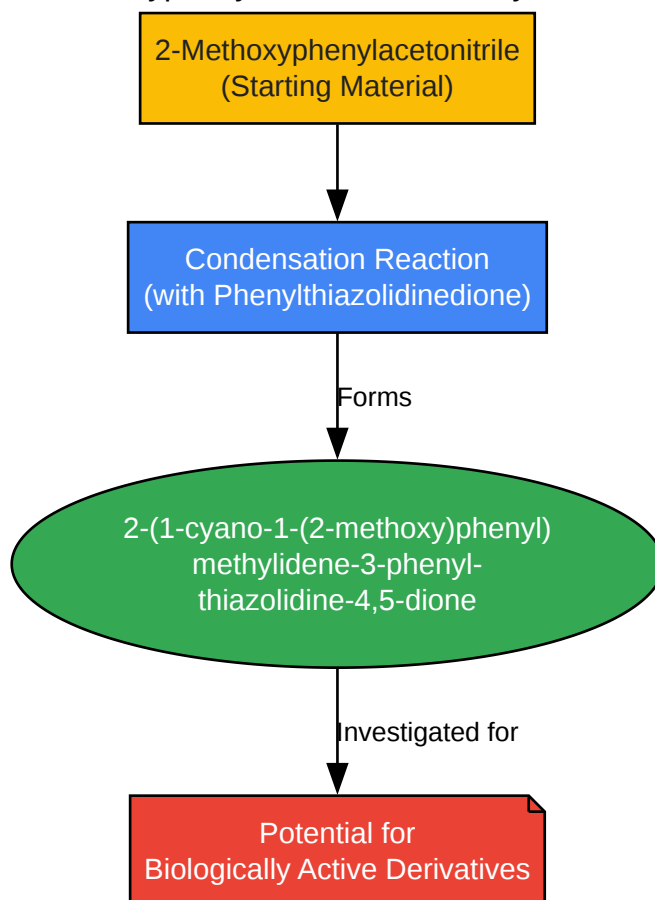 2-Methoxyphenylacetonitrile
(Starting Material)
Condensation Reaction
(with Phenylthiazolidinedione)
Forms
2-(1-cyano-1-(2-methoxy)phenyl)
methylidene-3-phenyl-
thiazolidine-4,5-dione
Investigated for
Potential for
Biologically Active Derivatives